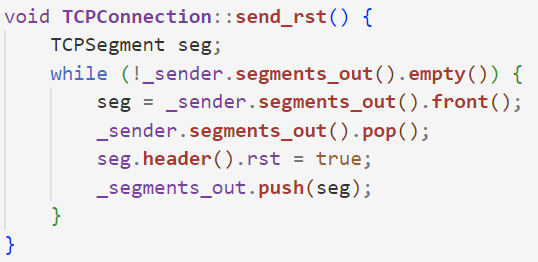 void TCPConnection::send_rst() {
    TCPSegment seg;
    while (!_sender.segments_out().empty()) {
        seg = _sender.segments_out().front();
        _sender.segments_out().pop();
        seg.header().rst = true;
        _segments_out.push(seg);
    }
}